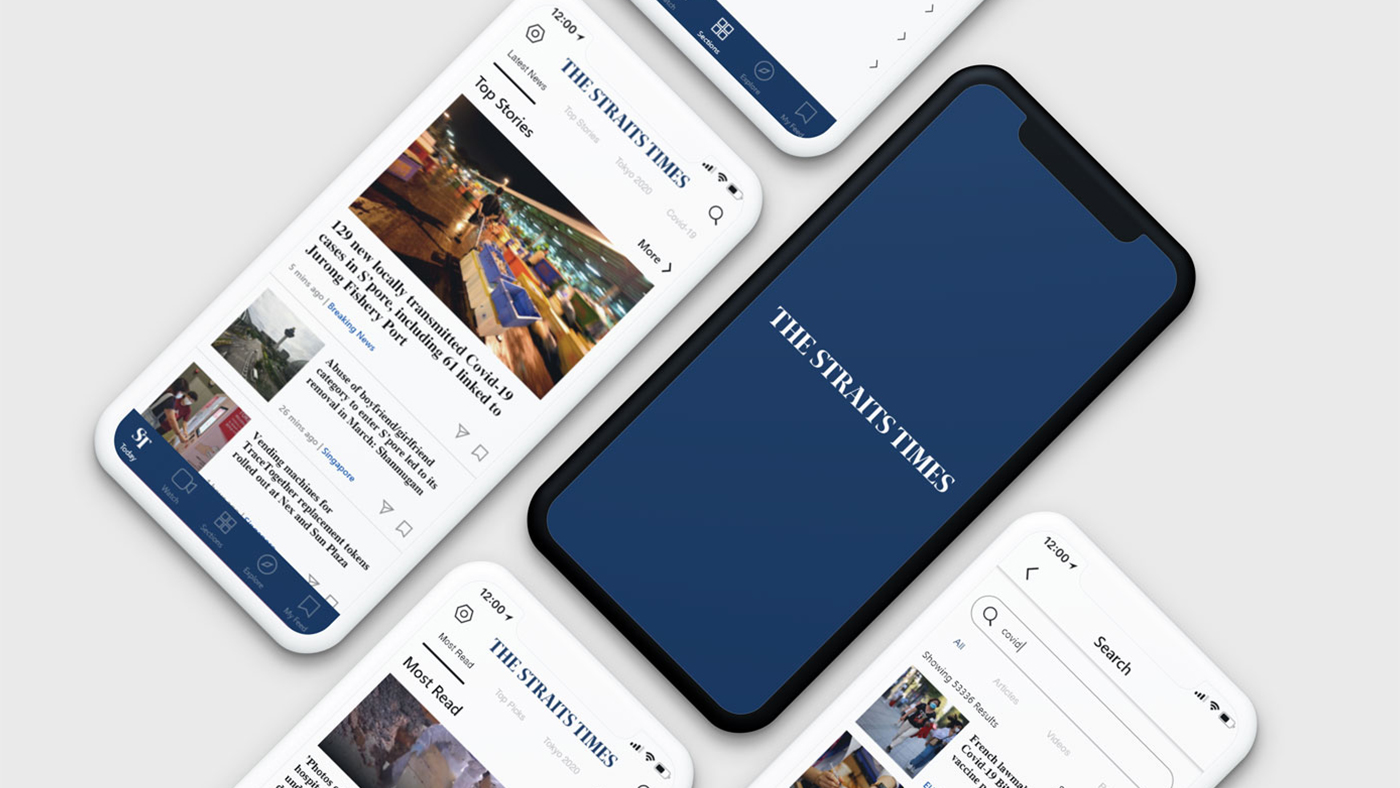 12:00
THE STRAITS TIMES
Latest News
Top Stories
Tokyo 2020
Covid-19
Top Stories
More
129 new locally transmitted Covid-19
cases in S'pore, including 61 linked to
Jurong Fishery Port
5 mins ago | Breaking News
Abuse of boyfriend/girlfriend
category to enter S'pore led to its
removal in March: Shanmugam
26 mins ago | Singapore
Vending machines for
TraceTogether replacement tokens
rolled out at Nex and Sun Plaza
ST
Today
Watch
Sections
Explore
My Feed
Sections
Explore
My Feed
THE STRAITS TIMES
12:00
THE STRAITS TIMES
Most Read
Top Picks
Tokyo 2020
Most Read
'Photos
12:00
Search
covid
All
Articles
Videos
Showing 53336 Results
French
Covid-19
vaccine